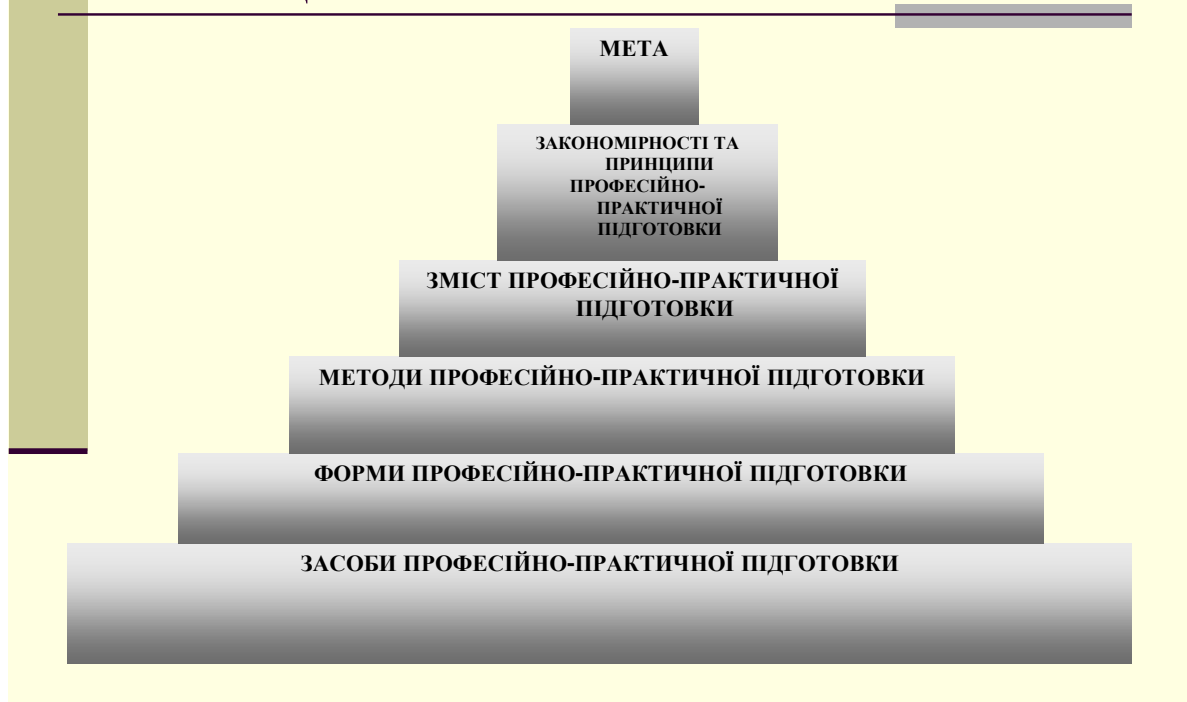 МЕТА
ЗАКОНОМІРНОСТІ ТА
ПРИНЦИПИ
ПРОФЕСІЙНО-
ПРАКТИЧНОЇ
ПІДГОТОВКИ
ЗМІСТ ПРОФЕСІЙНО-ПРАКТИЧНОЇ
ПІДГОТОВКИ
МЕТОДИ ПРОФЕСІЙНО-ПРАКТИЧНОЇ ПІДГОТОВКИ
ФОРМИ ПРОФЕСІЙНО-ПРАКТИЧНОЇ ПІДГОТОВКИ
ЗАСОБИ ПРОФЕСІЙНО-ПРАКТИЧНОЇ ПІДГОТОВКИ